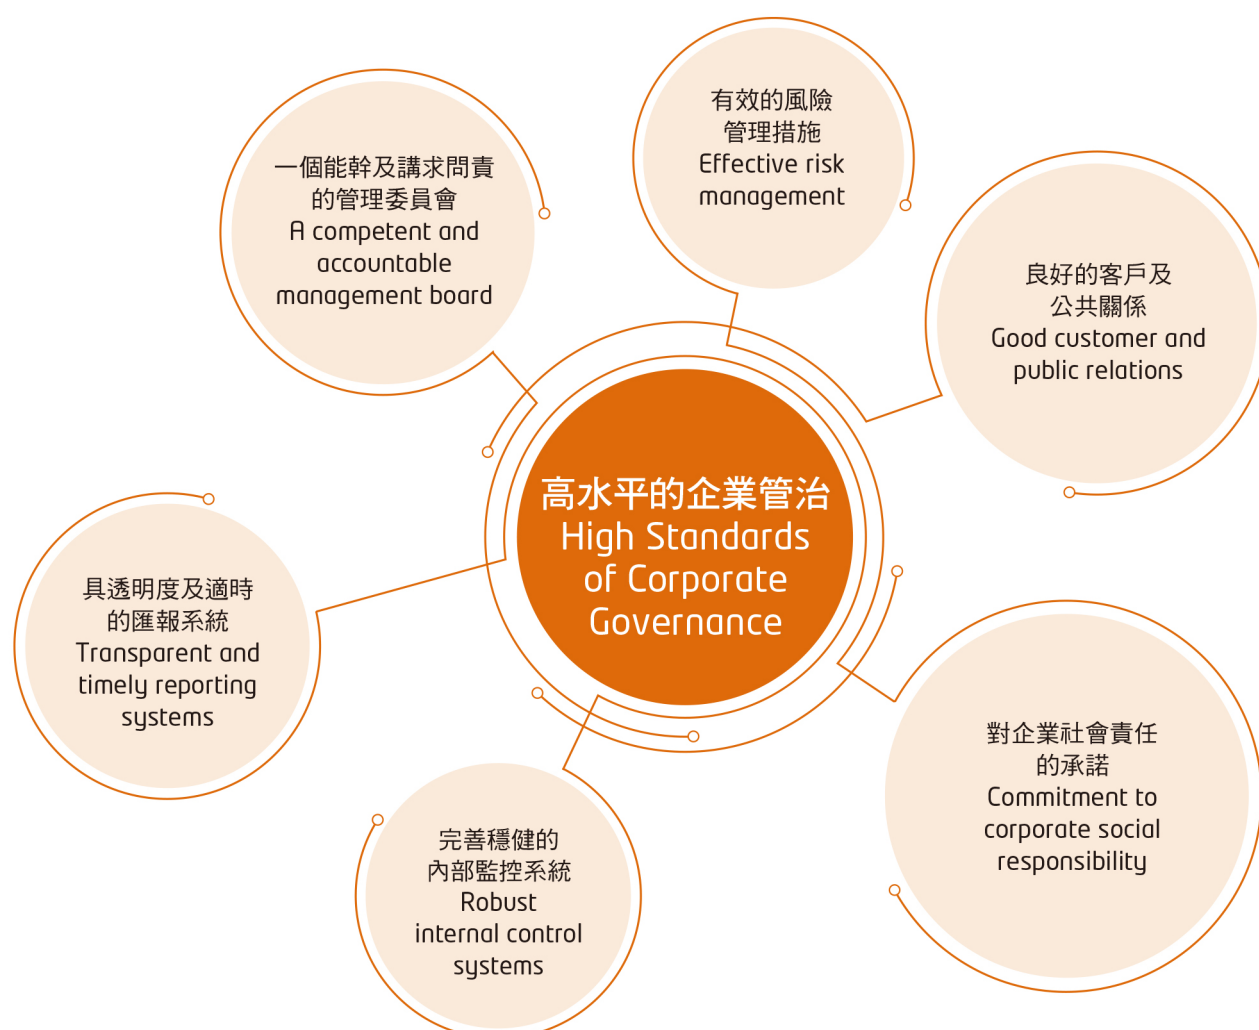 有效的風險
管理措施
Effective risk
management
一個能幹及講求問責
的管理委員會
A competent and
accountable
management board
良好的客戶及
公共關係
Good customer and
public relations
高水平的企業管治
High Standards
of Corporate
Governance
具透明度及適時
的匯報系統
Transparent and
timely reporting
systems
對企業社會責任
的承諾
Commitment to
corporate social
responsibility
完善穩健的
內部監控系統
Robust
internal control
systems